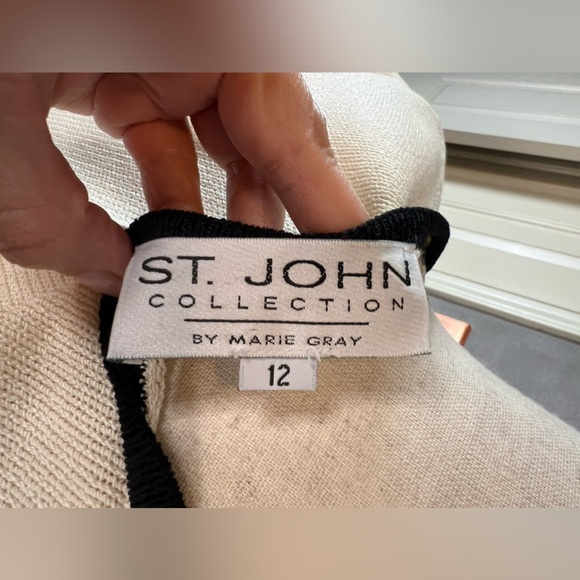 ST. JOHN
COLLECTION
BY MARIE GRAY
12